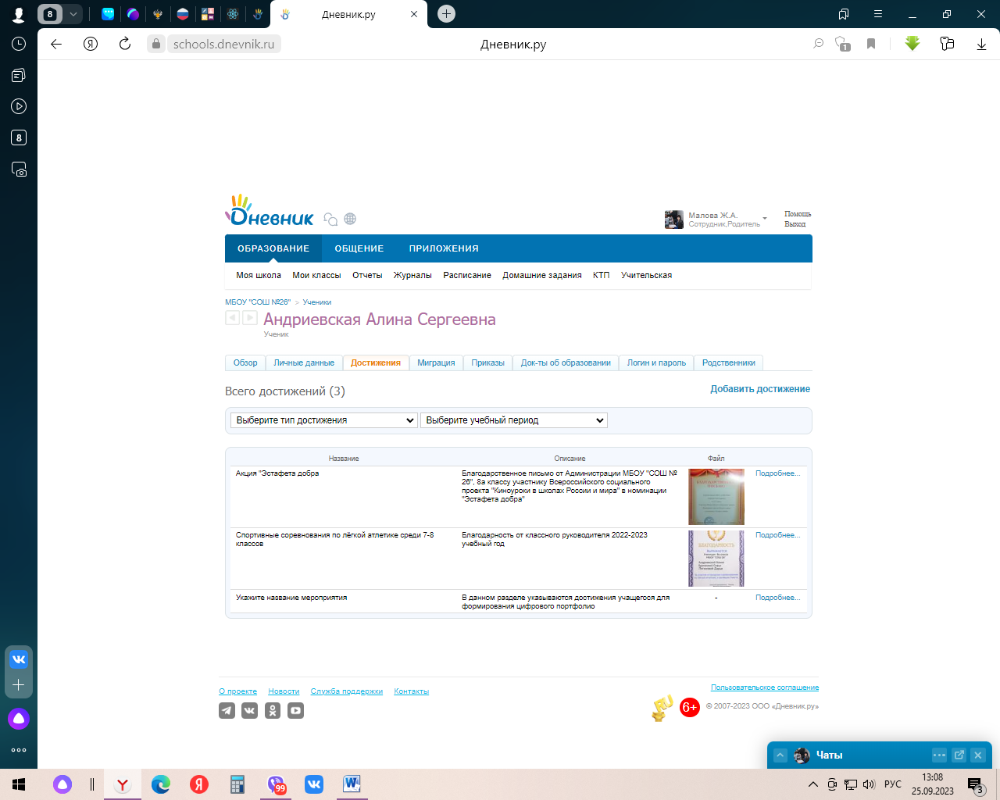 8
Дневник.ру
schools.dnevnik.ru
Дневник.ру
1
8
Дневник
Малова Ж.А.
Сотрудник,Родитель
Помощь
Выход
ОБРАЗОВАНИЕ ОБЩЕНИЕ ПРИЛОЖЕНИЯ
Моя школа Мои классы Отчеты Журналы Расписание Домашние задания КТП Учительская
МБОУ "СОШ №26" > Ученики
Андриевская Алина Сергеевна
Ученик
Обзор Личные данные Достижения Миграция Приказы Док-ты об образовании Логин и пароль Родственники
Всего достижений (3)
Добавить достижение
Выберите тип достижения Выберите учебный период
Название Описание Файл
Акция "Эстафета добра
Благодарственное письмо от Администрации МБОУ "СОШ №
26", 8а классу участнику Всероссийского социального
проекта "Киноуроки в школах России и мира" в номинации
"Эстафета добра"
Подробнее...
Спортивные соревнования по лёгкой атлетике среди 7-8
классов
Благодарность от классного руководителя 2022-2023
учебный год
БЛАГОДАРНОСТЬ
Подробнее...
Укажите название мероприятия
В данном разделе указываются достижения учащегося для
формирования цифрового портфолио
-
Подробнее...
О проекте Новости Служба поддержки Контакты
Пользовательское соглашение
RU
6+
© 2007-2023 ООО «Дневник.ру»
Чаты
99
РУС
13:08
25.09.2023
3